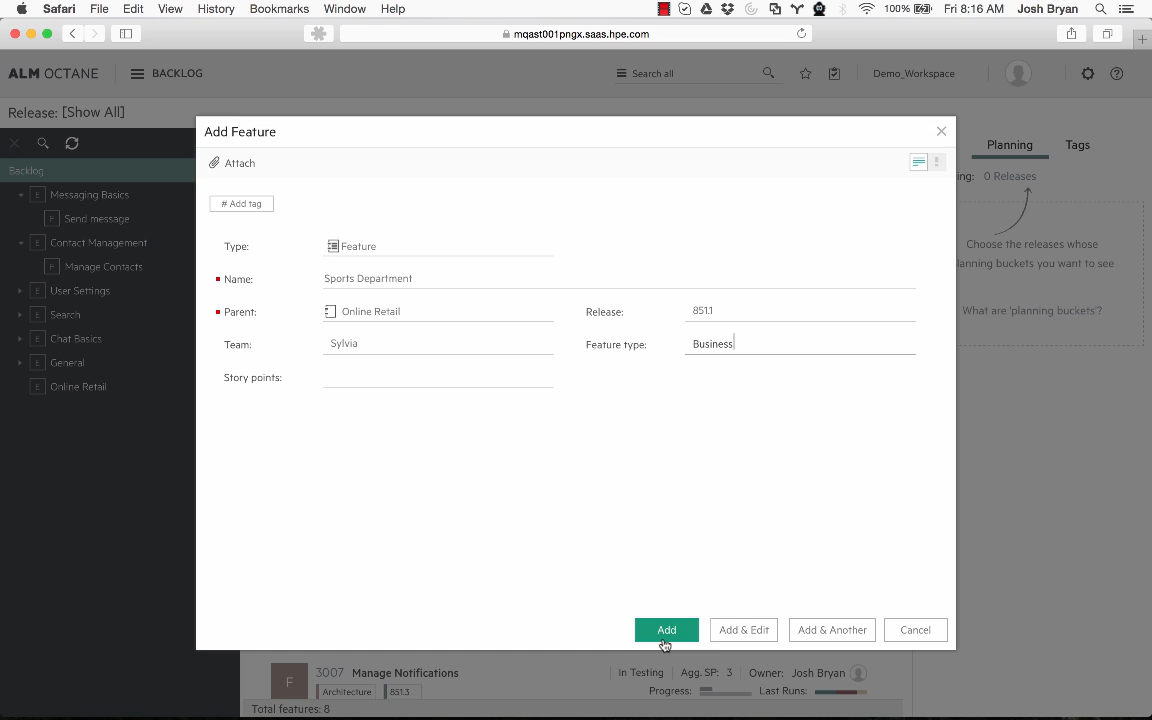 Safari File Edit View History Bookmarks Window Help 100% Fri 8:16 AM Josh Bryan
mqast001pngx.saas.hpe.com
ALM OCTANE BACKLOG Search all Demo_Workspace
Release: [Show All]
Add Feature
Planning Tags
Attach
Backlog
ing: 0 Releases
Messaging Basics
# Add tag
F Send message
E Contact Management
Type: Feature
Choose the releases whose
F Manage Contacts
lanning buckets you want to see
Name: Sports Department
E User Settings
Parent: Online Retail Release: 851.1
What are 'planning buckets'?
E Search
E Chat Basics
Team: Sylvia Feature type: Business
E General
Story points:
E Online Retail
Add Add & Edit Add & Another Cancel
F 3007 Manage Notifications In Testing Agg. SP: 3 Owner: Josh Bryan
Architecture 851.3 Progress: Last Runs:
Total features: 8